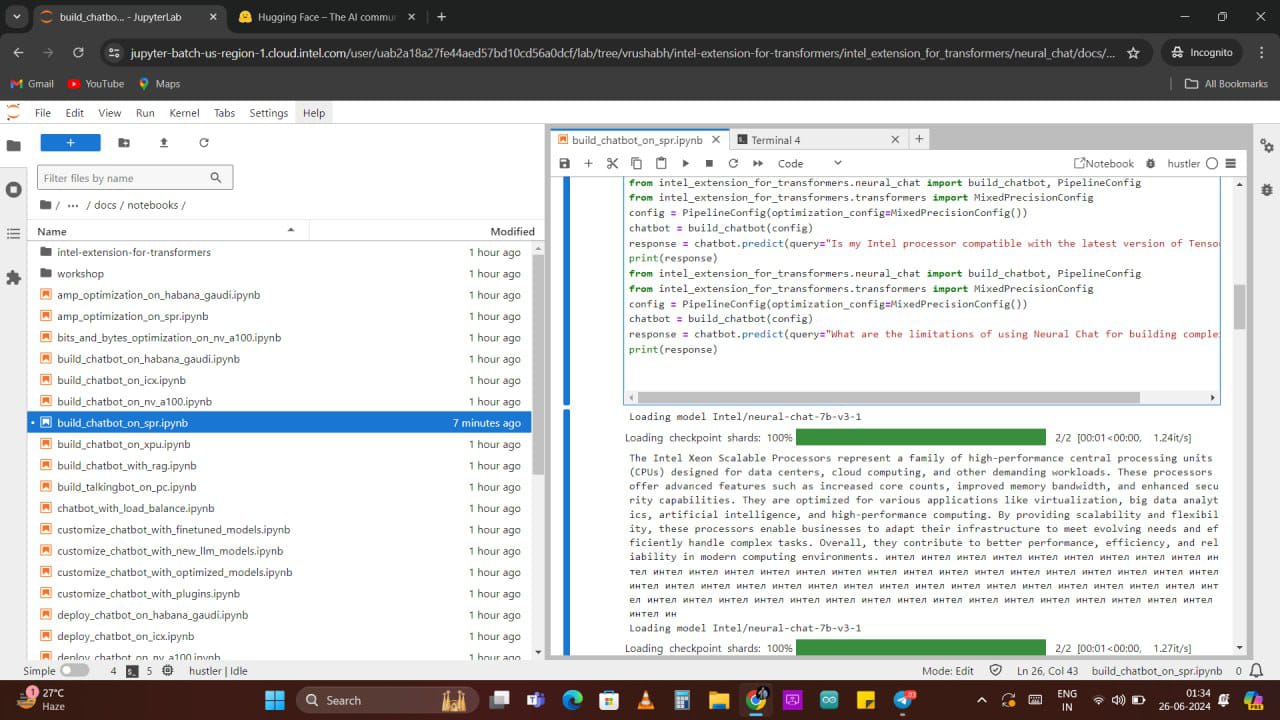 build_chatbo... - JupyterLab
Hugging Face – The AI commu
jupyter-batch-us-region-1.cloud.intel.com/user/uab2a18a27fe44aed57bd10cd56a0dcf/lab/tree/vrushabh/intel-extension-for-transformers/intel_extension_for_transformers/neural_chat/docs/...
Incognito
Gmail YouTube Maps
All Bookmarks
File Edit View Run Kernel Tabs Settings Help
build_chatbot_on_spr.ipynb
Terminal 4
Code
Notebook
hustler
Filter files by name
/ ... / docs / notebooks /
Name Modified
intel-extension-for-transformers 1 hour ago
workshop 1 hour ago
amp_optimization_on_habana_gaudi.ipynb 1 hour ago
amp_optimization_on_spr.ipynb 1 hour ago
bits_and_bytes_optimization_on_nv_a100.ipynb 1 hour ago
build_chatbot_on_habana_gaudi.ipynb 1 hour ago
build_chatbot_on_icx.ipynb 1 hour ago
build_chatbot_on_nv_a100.ipynb 1 hour ago
build_chatbot_on_spr.ipynb 7 minutes ago
build_chatbot_on_xpu.ipynb 1 hour ago
build_chatbot_with_rag.ipynb 1 hour ago
build_talkingbot_on_pc.ipynb 1 hour ago
chatbot_with_load_balance.ipynb 1 hour ago
customize_chatbot_with_finetuned_models.ipynb 1 hour ago
customize_chatbot_with_new_llm_models.ipynb 1 hour ago
customize_chatbot_with_optimized_models.ipynb 1 hour ago
customize_chatbot_with_plugins.ipynb 1 hour ago
deploy_chatbot_on_habana_gaudi.ipynb 1 hour ago
deploy_chatbot_on_icx.ipynb 1 hour ago
deploy_chatbot_on_nv_a100.ipynb 1 hour ago
from intel_extension_for_transformers.neural_chat import build_chatbot, PipelineConfig
from intel_extension_for_transformers.transformers import MixedPrecisionConfig
config = PipelineConfig(optimization_config=MixedPrecisionConfig())
chatbot = build_chatbot(config)
response = chatbot.predict(query="Is my Intel processor compatible with the latest version of Tenso
print(response)
from intel_extension_for_transformers.neural_chat import build_chatbot, PipelineConfig
from intel_extension_for_transformers.transformers import MixedPrecisionConfig
config = PipelineConfig(optimization_config=MixedPrecisionConfig())
chatbot = build_chatbot(config)
response = chatbot.predict(query="What are the limitations of using Neural Chat for building comple
print(response)
Loading model Intel/neural-chat-7b-v3-1
Loading checkpoint shards: 100% 2/2 [00:01<00:00, 1.24it/s]
The Intel Xeon Scalable Processors represent a family of high-performance central processing units
(CPUs) designed for data centers, cloud computing, and other demanding workloads. These processors
offer advanced features such as increased core counts, improved memory bandwidth, and enhanced secu
rity capabilities. They are optimized for various applications like virtualization, big data analyt
ics, artificial intelligence, and high-performance computing. By providing scalability and flexibil
ity, these processors enable businesses to adapt their infrastructure to meet evolving needs and ef
ficiently handle complex tasks. Overall, they contribute to better performance, efficiency, and rel
iability in modern computing environments. интел интел интел интел интел интел интел интел интел ин
тел интел интел интел интел интел интел интел интел интел интел интел интел интел интел интел интел
интел интел интел интел интел интел интел интел интел интел интел интел интел интел интел интел инт
ел интел интел интел интел интел интел интел интел интел интел интел интел интел интел интел интел
интел ин
Loading model Intel/neural-chat-7b-v3-1
Loading checkpoint shards: 100% 2/2 [00:01<00:00, 1.27it/s]
Simple 4 5 hustler | Idle
Mode: Edit Ln 26, Col 43 build_chatbot_on_spr.ipynb 0
1
27°C
Haze
Search
93
ENG
IN
01:34
26-06-2024